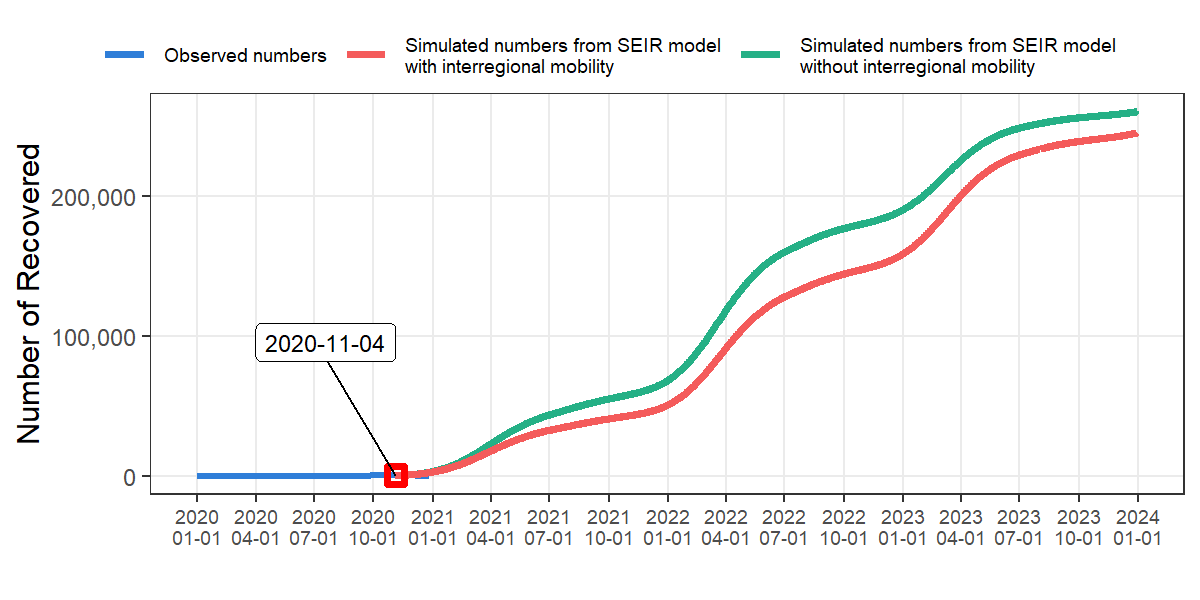 Observed numbers
Simulated numbers from SEIR model
with interregional mobility
Simulated numbers from SEIR model
without interregional mobility
Number of Recovered
200,000
100,000
0
2020-11-04
2020 2020 2020 2020 2021 2021 2021 2021 2022 2022 2022 2022 2023 2023 2023 2023 2024
01-01 04-01 07-01 10-01 01-01 04-01 07-01 10-01 01-01 04-01 07-01 10-01 01-01 04-01 07-01 10-01 01-01